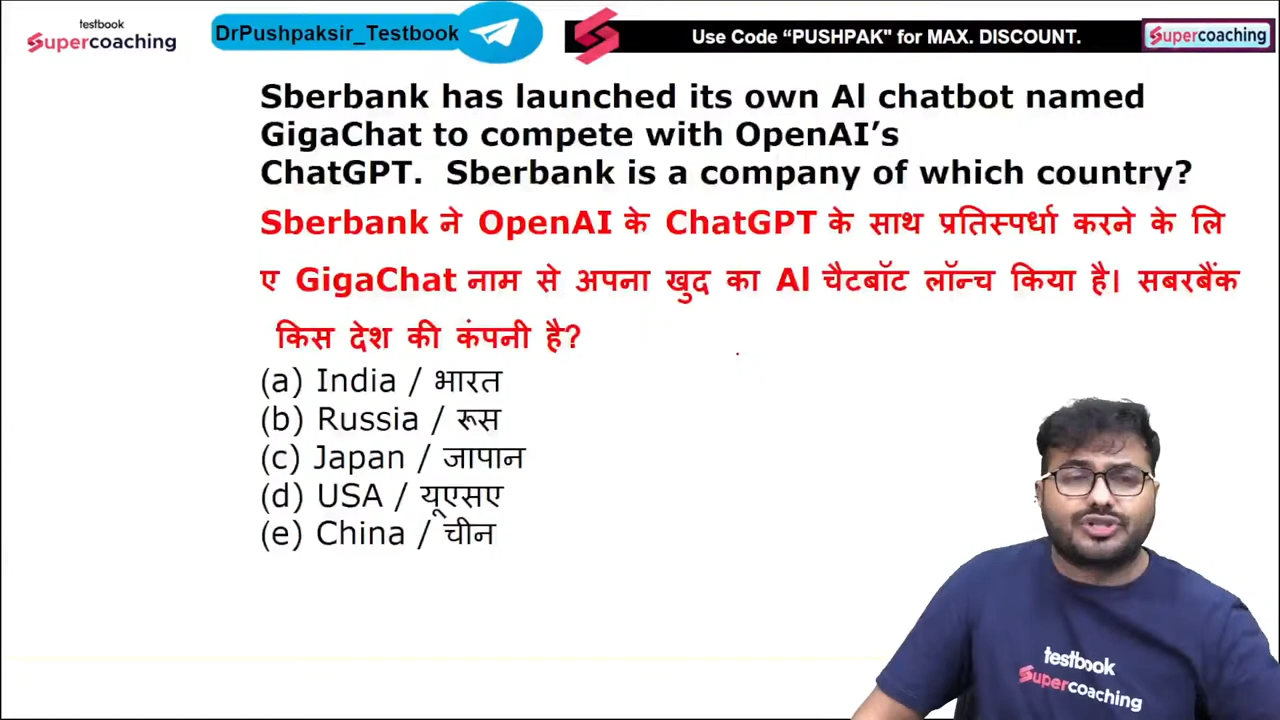 testbook
Supercoaching
DrPushpaksir_Testbook
Use Code “PUSHPAK" for MAX. DISCOUNT.
Supercoaching
Sberbank has launched its own Al chatbot named
GigaChat to compete with OpenAI’s
ChatGPT. Sberbank is a company of which country?
Sberbank ने OpenAI के ChatGPT के साथ प्रतिस्पर्धा करने के लि
ए GigaChat नाम से अपना खुद का Al चैटबॉट लॉन्च किया है। सबरबैंक
किस देश की कंपनी है?
(a) India / भारत
(b) Russia / रूस
(c) Japan / जापान
(d) USA / यूएसए
(e) China / चीन
testbook
Supercoaching